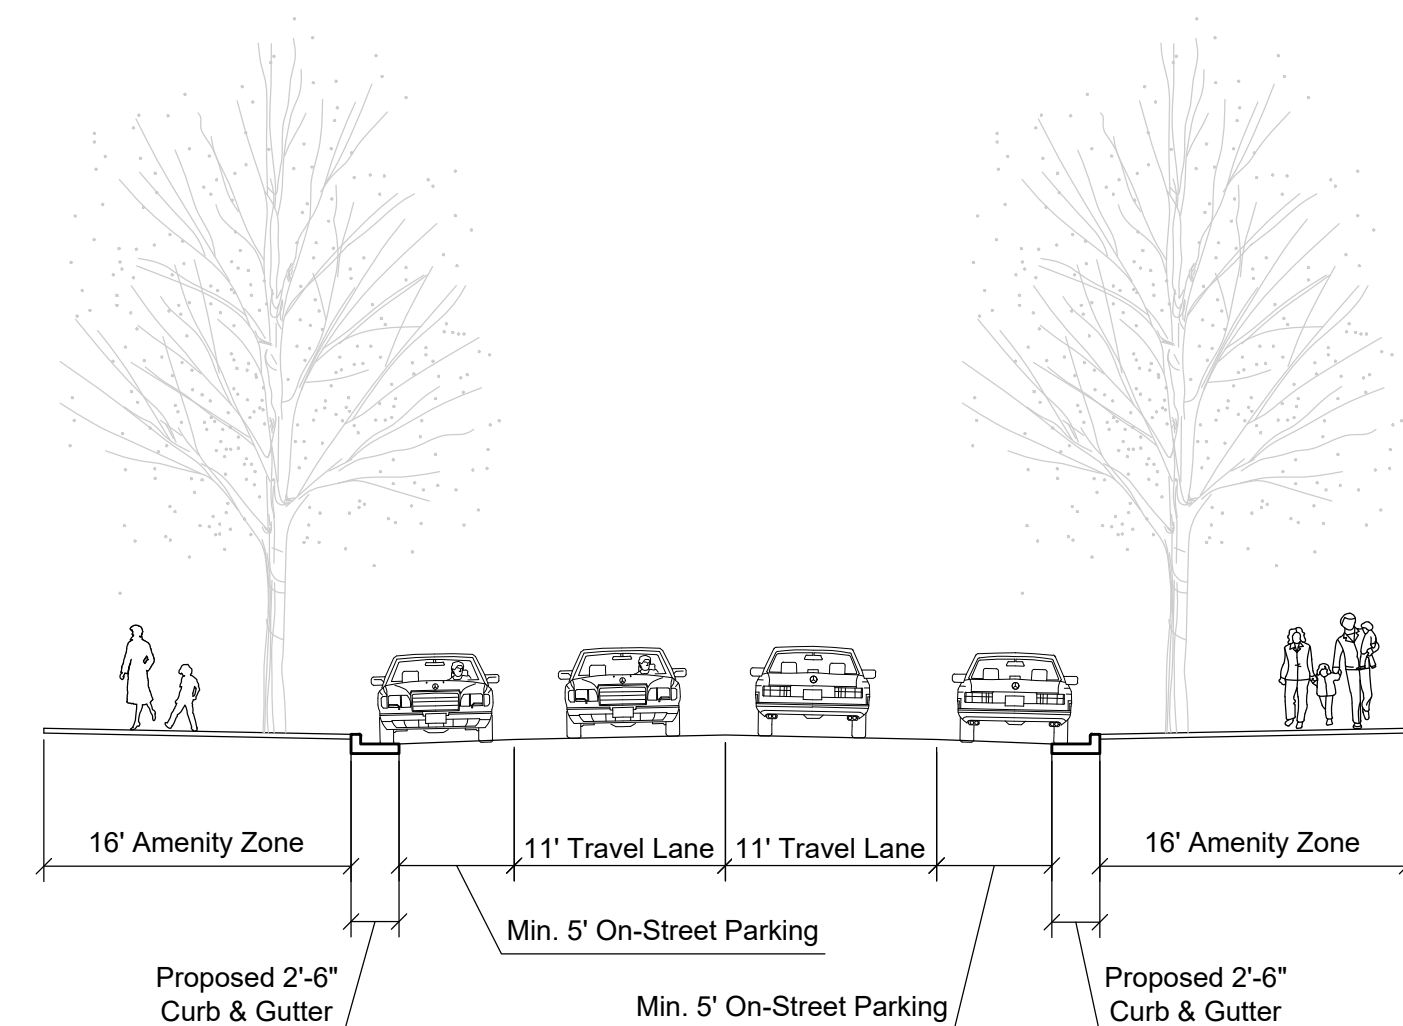 16' Amenity Zone
11' Travel Lane
11' Travel Lane
16' Amenity Zone
Min. 5' On-Street Parking
Proposed 2'-6"
Curb & Gutter
Min. 5' On-Street Parking
Proposed 2'-6"
Curb & Gutter